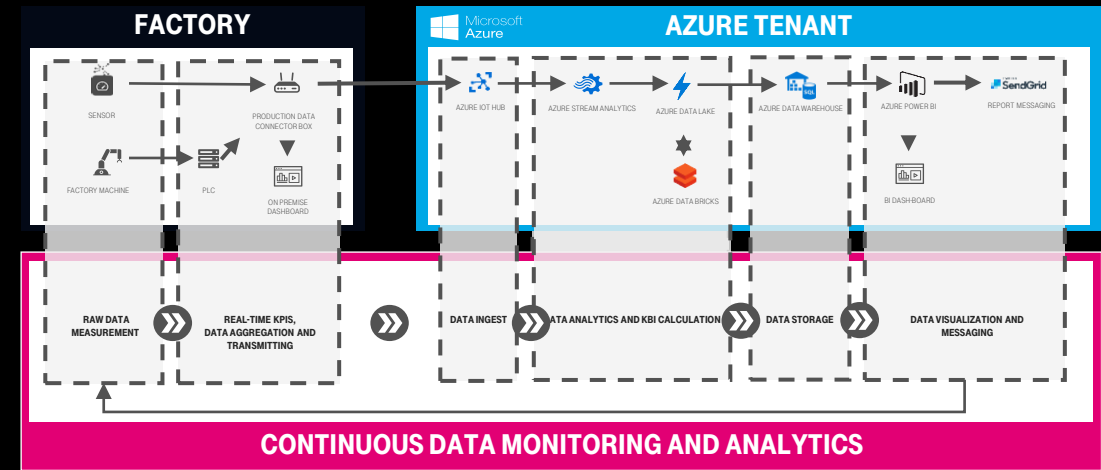 FACTORY
Microsoft
Azure
AZURE TENANT
SENSOR
PRODUCTION DATA
CONNECTOR BOX
FACTORY MACHINE
PLC
ON PREMISE
DASHBOARD
AZURE IOT HUB
AZURE STREAM ANALYTICS
AZURE DATA LAKE
AZURE DATA BRICKS
SQL
AZURE DATA WAREHOUSE
AZURE POWER BI
BI DASH-BOARD
SendGrid
REPORT MESSAGING
RAW DATA
MEASUREMENT
REAL-TIME KPIS,
DATA AGGREGATION AND
TRANSMITTING
DATA INGEST
DATA ANALYTICS AND KBI CALCULATION
DATA STORAGE
DATA VISUALIZATION AND
MESSAGING
CONTINUOUS DATA MONITORING AND ANALYTICS